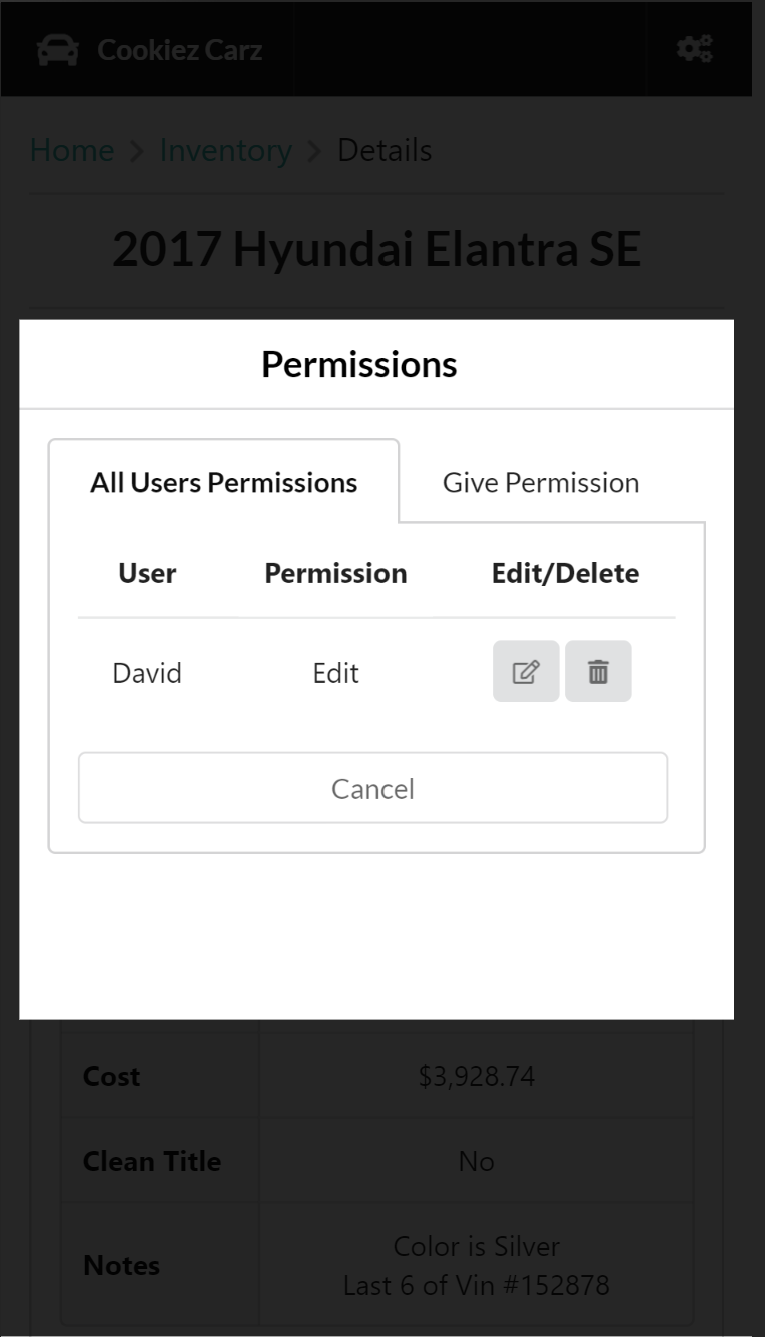 Cookiez Carz
Home > Inventory > Details
2017 Hyundai Elantra SE
Permissions
All Users Permissions Give Permission
User Permission Edit/Delete
David Edit
Cancel
Cost $3,928.74
Clean Title No
Notes Color is Silver
Last 6 of Vin #152878